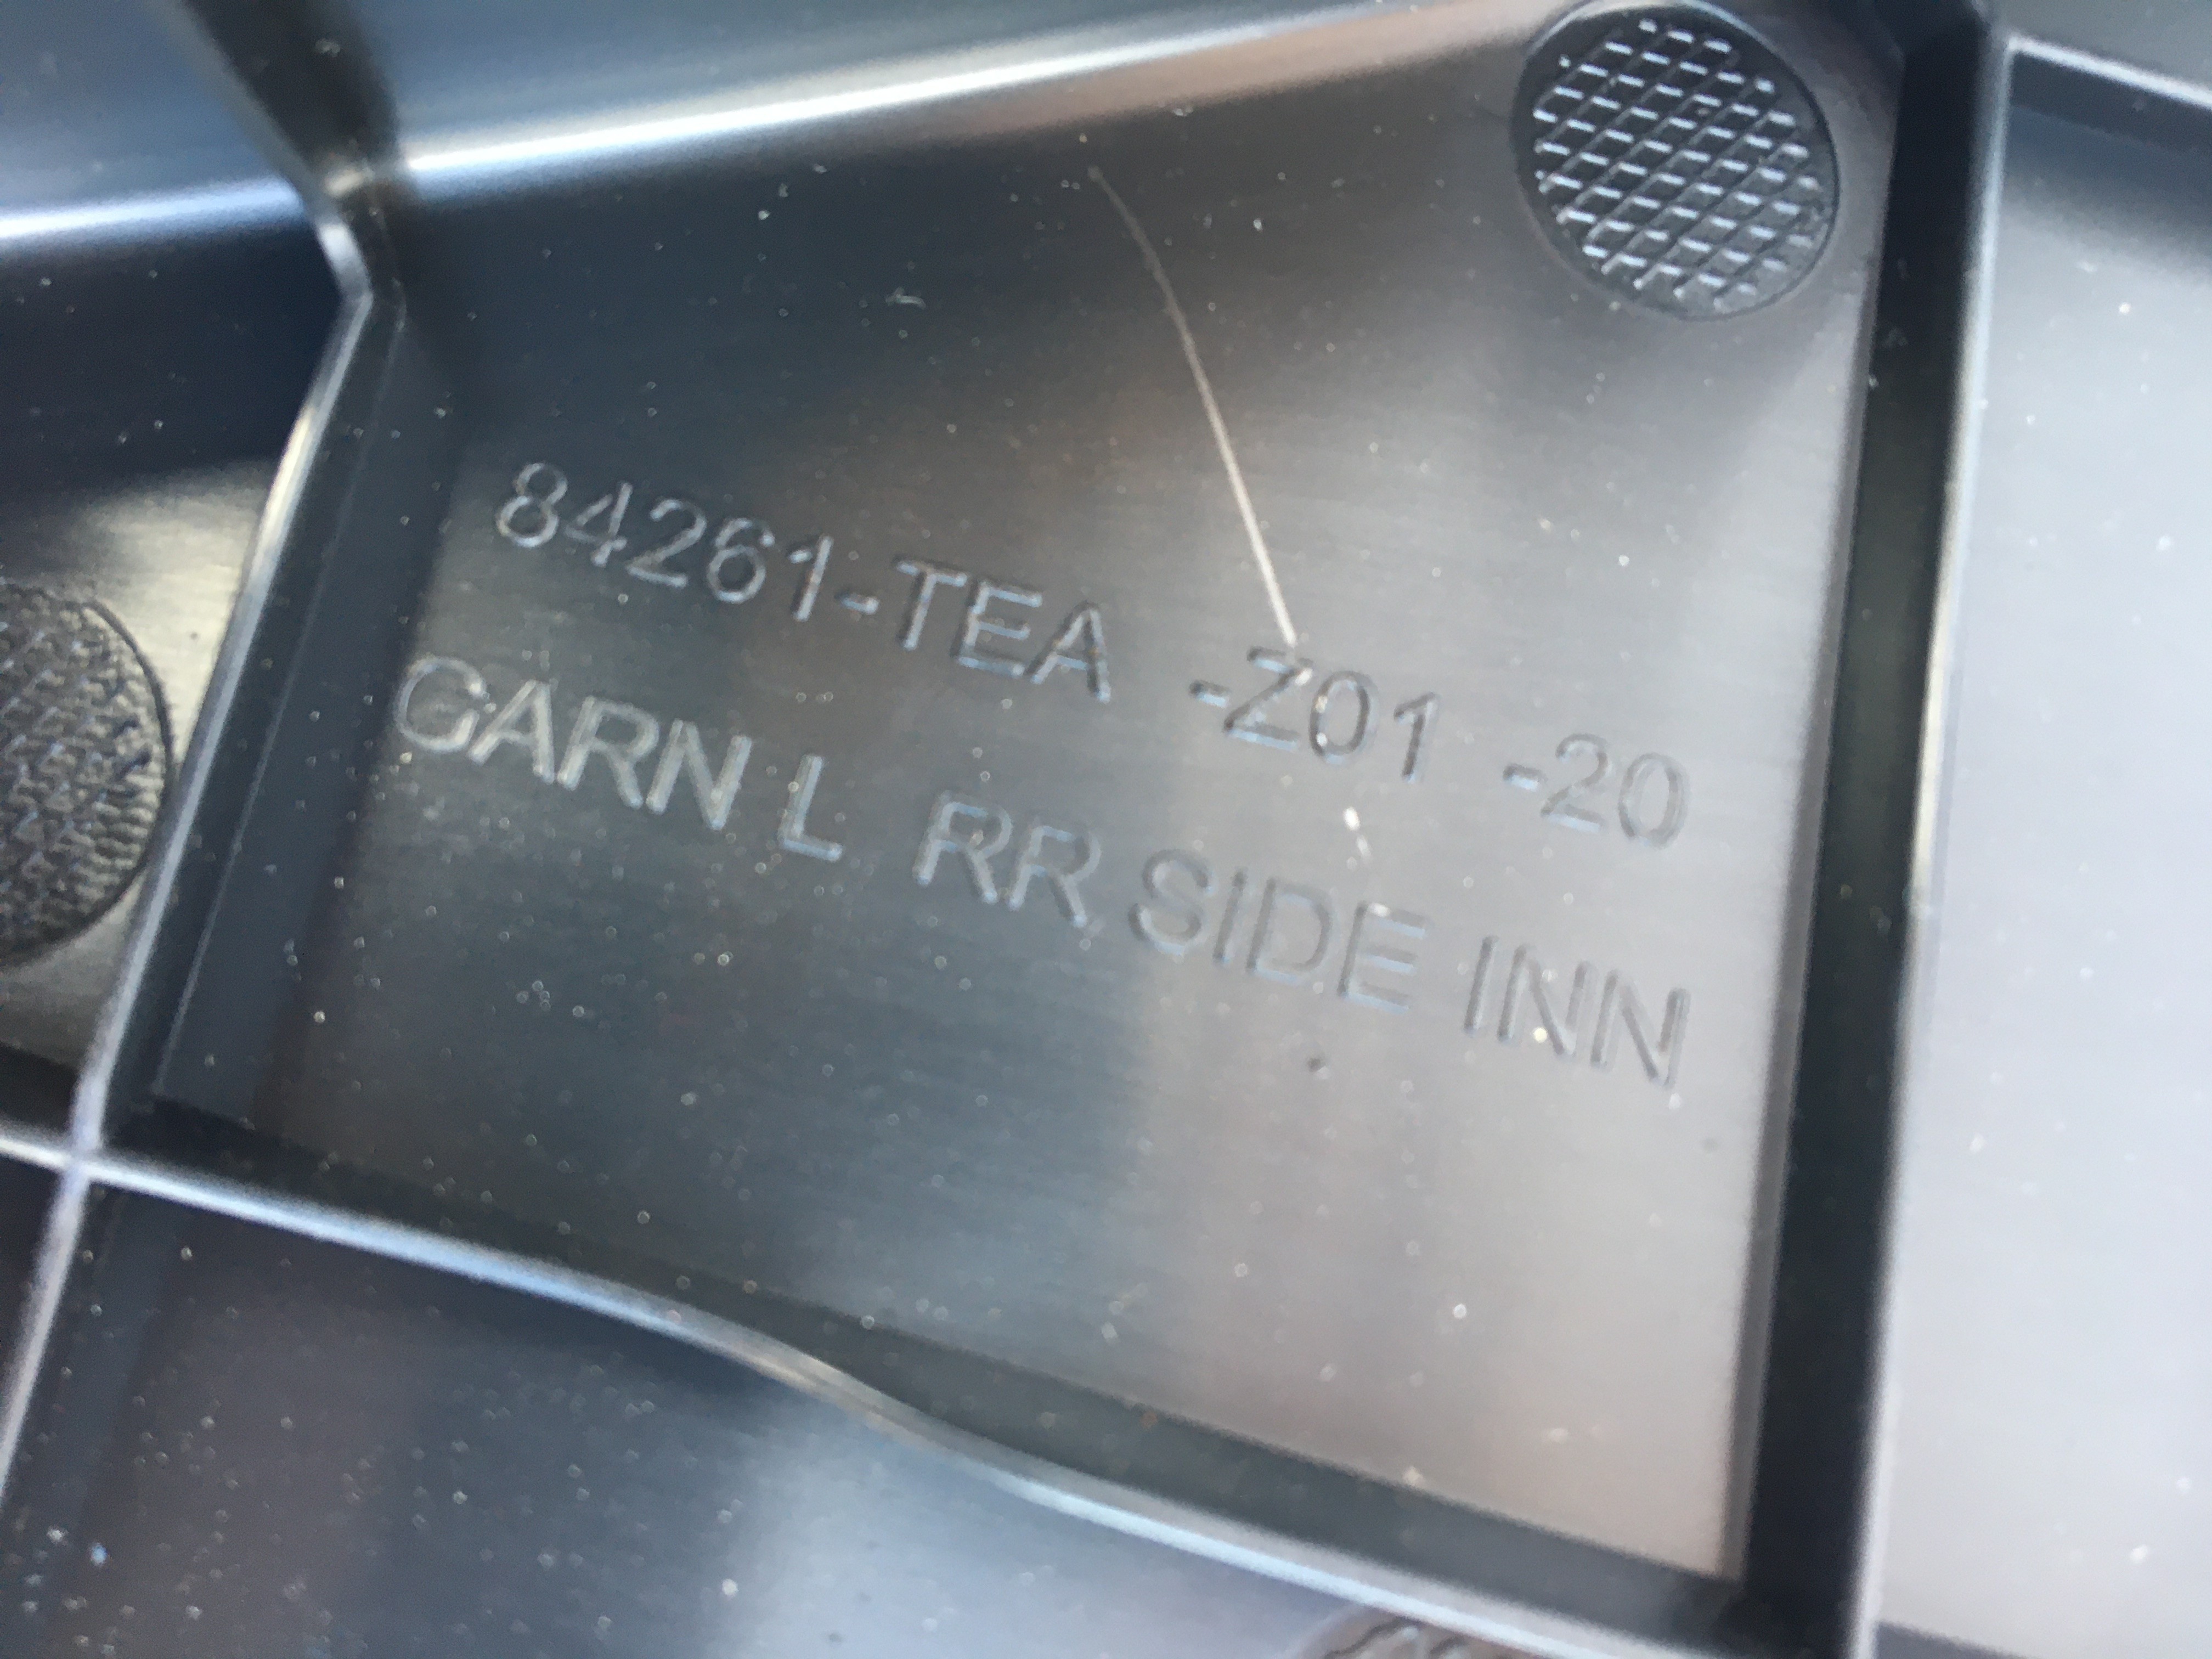 84261-TEA -Z01 -20
GARN L RR SIDE INN